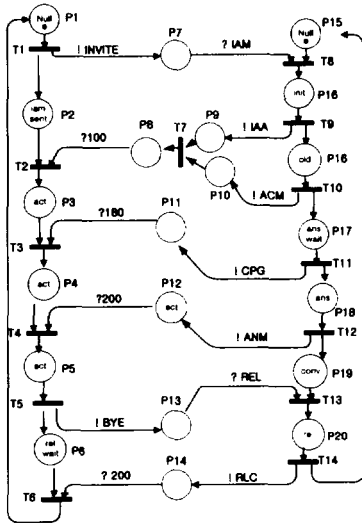 P1
Null
P15
Null
P7
T1
! INVITE
? IAM
T8
init
P16
iam
sent
P2
P8
T7
P9
! IAA
T9
?100
old
P16
T2
P3
act
P10
! ACM
T10
?180
P11
ans
wait
P17
T3
! CPG
T11
act
P4
P12
act
?200
ans
P18
T4
! ANM
T12
act
P5
P19
conv
T5
P13
? REL
T13
! BYE
rel
wait
P6
re
P20
? 200
P14
! RLC
T14
T6